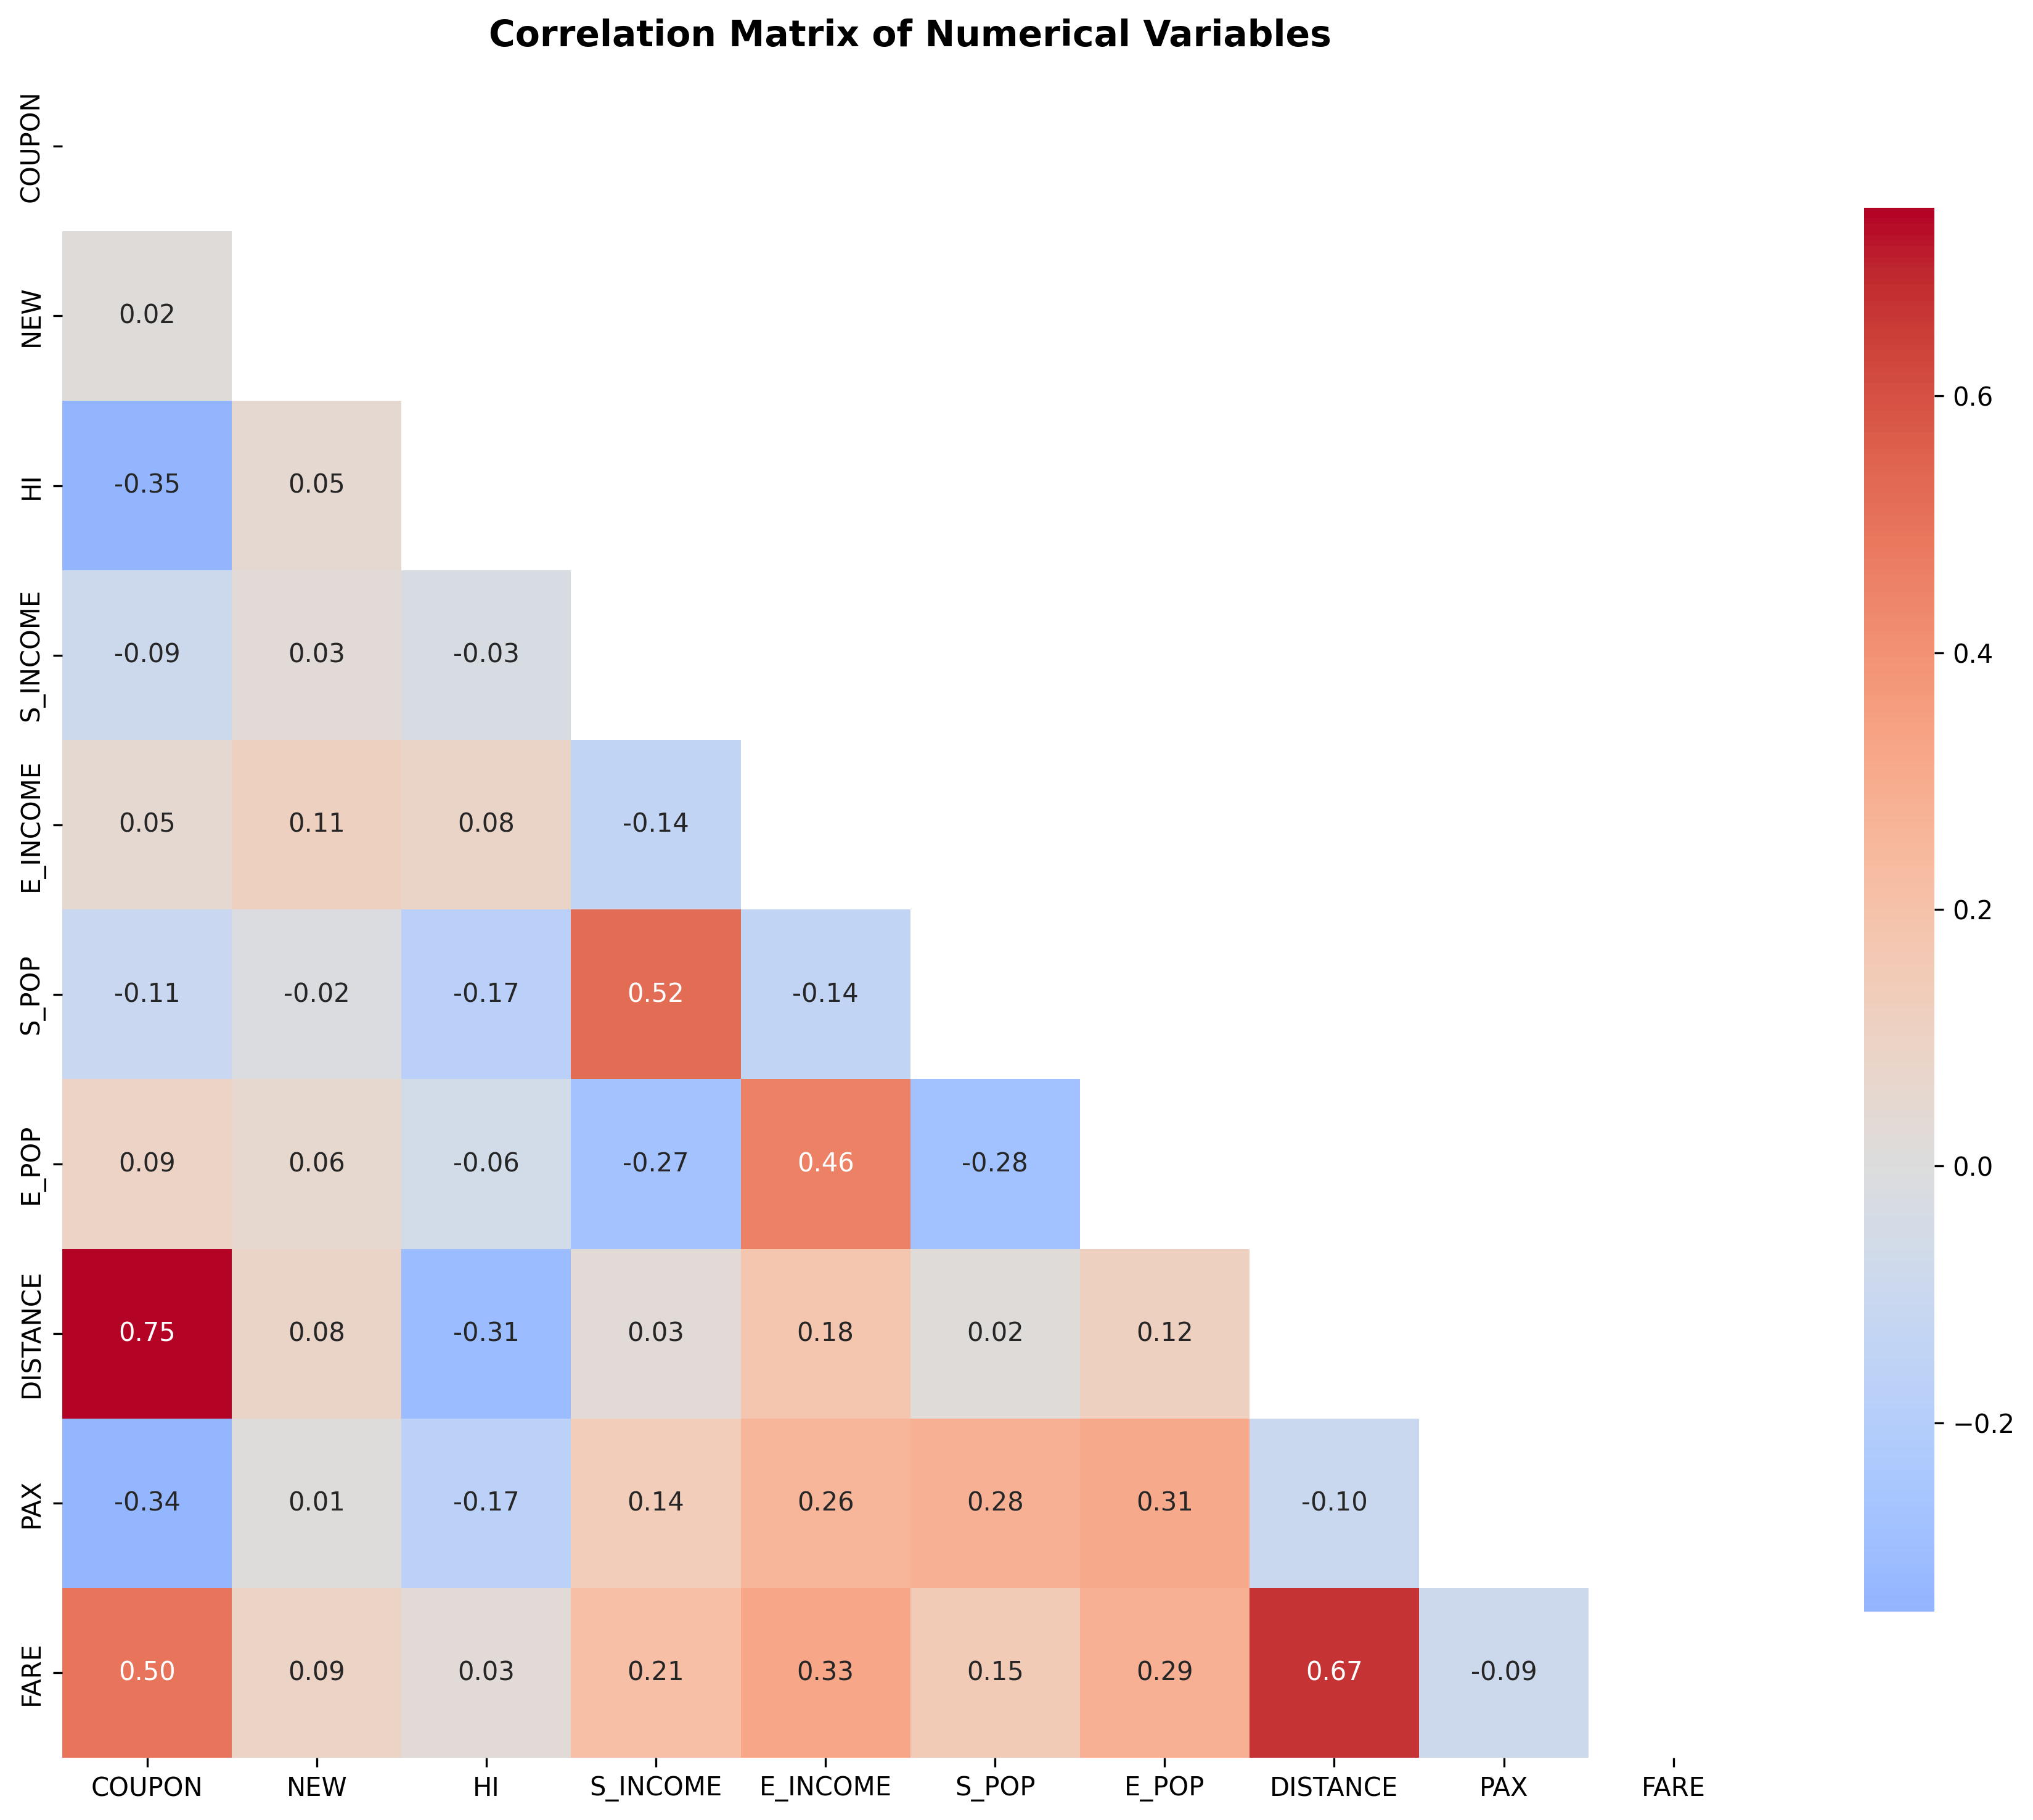 Correlation Matrix of Numerical Variables
COUPON
NEW 0.02
HI -0.35 0.05
S_INCOME -0.09 0.03 -0.03
E_INCOME 0.05 0.11 0.08 -0.14
S_POP -0.11 -0.02 -0.17 0.52 -0.14
E_POP 0.09 0.06 -0.06 -0.27 0.46 -0.28
DISTANCE 0.75 0.08 -0.31 0.03 0.18 0.02 0.12
PAX -0.34 0.01 -0.17 0.14 0.26 0.28 0.31 -0.10
FARE 0.50 0.09 0.03 0.21 0.33 0.15 0.29 0.67 -0.09
COUPON NEW HI S_INCOME E_INCOME S_POP E_POP DISTANCE PAX FARE
0.6
0.4
0.2
0.0
−0.2